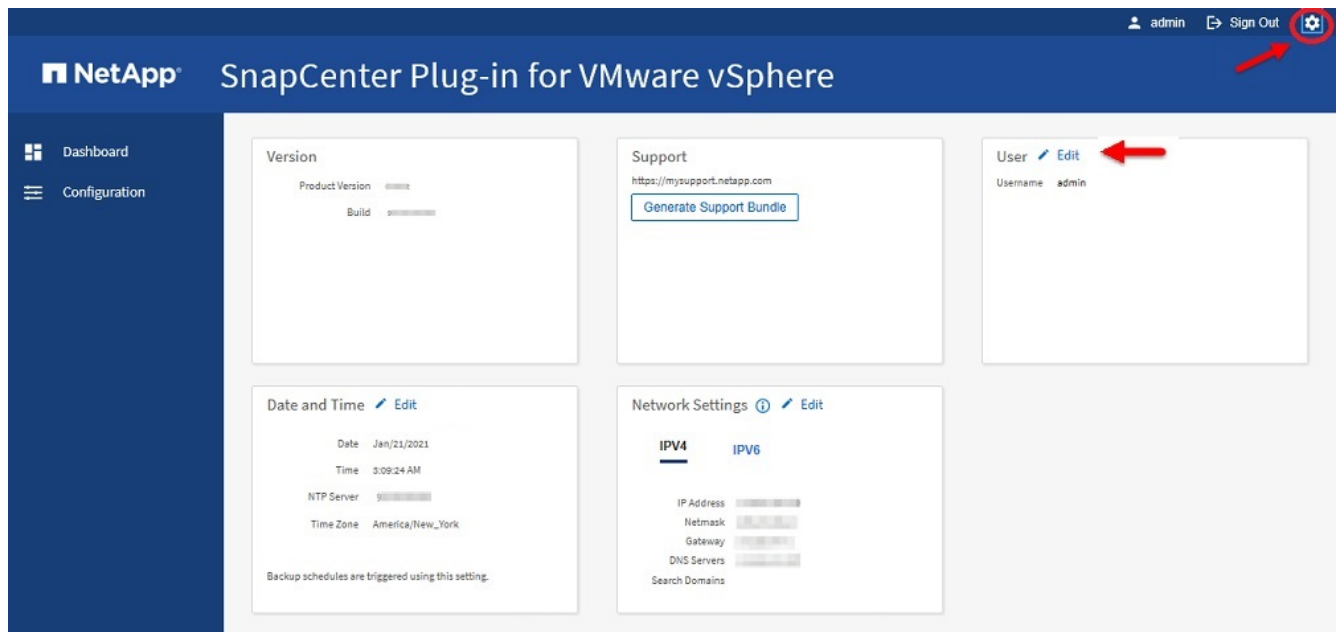 admin Sign Out
NetApp® SnapCenter Plug-in for VMware vSphere
Dashboard
Configuration
Version
Product Version
Build
Support
https://mysupport.netapp.com
Generate Support Bundle
User Edit
Username admin
Date and Time Edit
Date Jan/21/2021
Time 3:09:24 AM
NTP Server
Time Zone America/New_York
Backup schedules are triggered using this setting.
Network Settings Edit
IPV4 IPV6
IP Address
Netmask
Gateway
DNS Servers
Search Domains